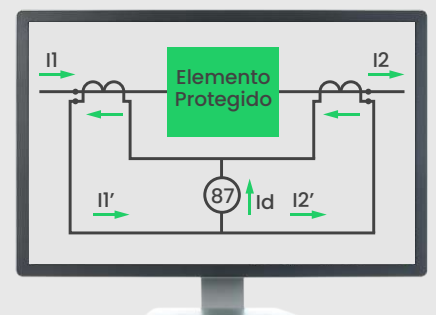 I1
I2
Elemento
Protegido
87
Id
I1’
I2’